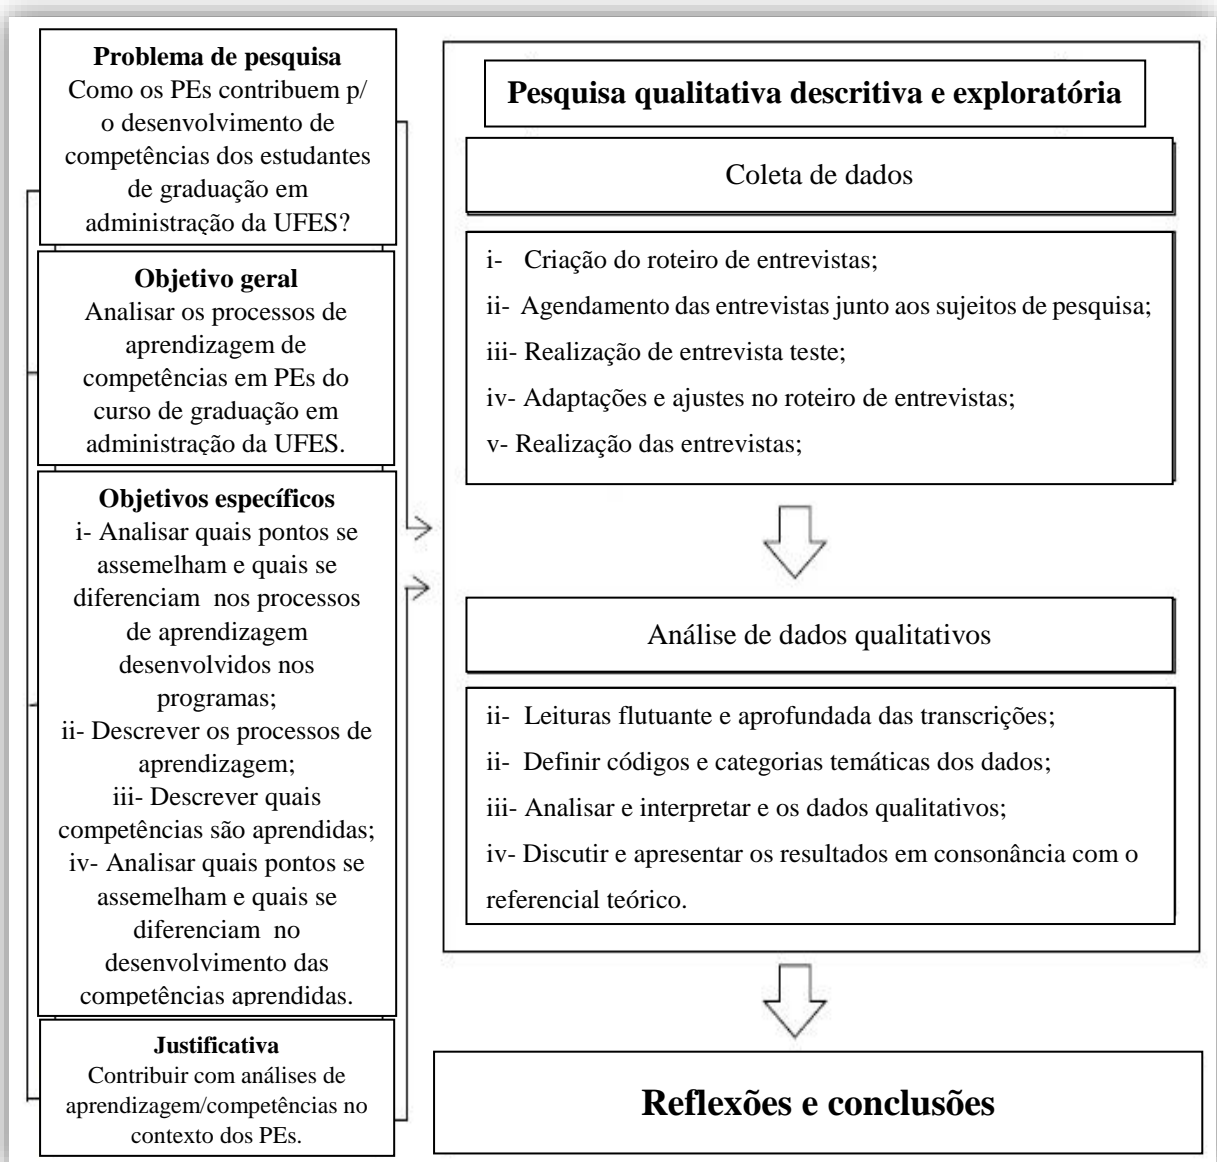 Problema de pesquisa
Como os PEs contribuem p/
o desenvolvimento de
competências dos estudantes
de graduação em
administração da UFES?
Objetivo geral
Analisar os processos de
aprendizagem de
competências em PEs do
curso de graduação em
administração da UFES.
Objetivos específicos
i- Analisar quais pontos se
assemelham e quais se
diferenciam nos processos
de aprendizagem
desenvolvidos nos
programas;
ii- Descrever os processos de
aprendizagem;
iii- Descrever quais
competências são aprendidas;
iv- Analisar quais pontos se
assemelham e quais se
diferenciam no
desenvolvimento das
competências aprendidas.
Justificativa
Contribuir com análises de
aprendizagem/competências no
contexto dos PEs.
Pesquisa qualitativa descritiva e exploratória
Coleta de dados
i- Criação do roteiro de entrevistas;
ii- Agendamento das entrevistas junto aos sujeitos de pesquisa;
iii- Realização de entrevista teste;
iv- Adaptações e ajustes no roteiro de entrevistas;
v- Realização das entrevistas;
Análise de dados qualitativos
ii- Leituras flutuante e aprofundada das transcrições;
ii- Definir códigos e categorias temáticas dos dados;
iii- Analisar e interpretar e os dados qualitativos;
iv- Discutir e apresentar os resultados em consonância com o
referencial teórico.
Reflexões e conclusões